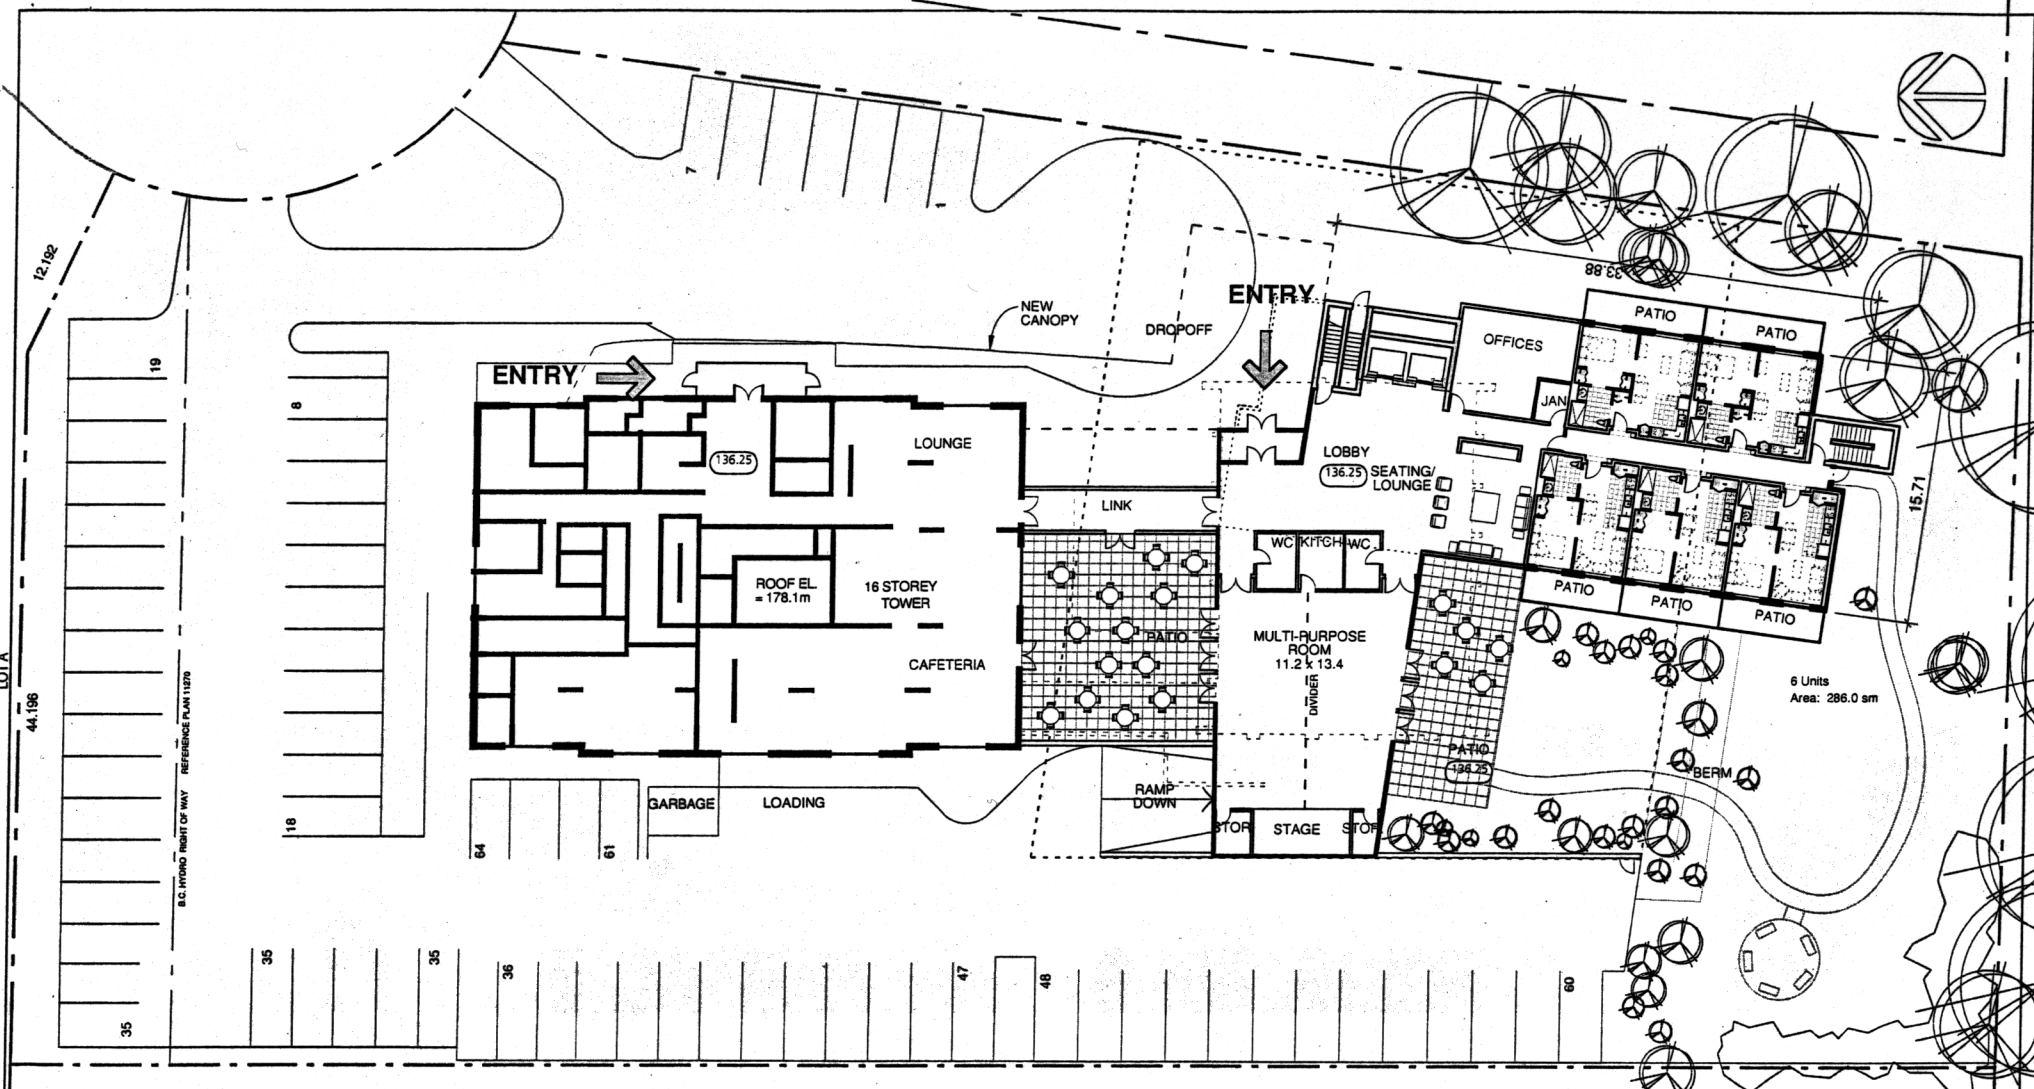 7
1
12.192
33.88
ENTRY
NEW
CANOPY
DROPOFF
PATIO
PATIO
OFFICES
19
8
ENTRY
JAN
LOUNGE
136.25
LOBBY
136.25
SEATING/
LOUNGE
LINK
15.71
WC
KITCH
WC
ROOF EL
= 178.1m
16 STOREY
TOWER
PATIO
PATIO
PATIO
PATIO
MULTI-PURPOSE
ROOM
11.2 x 13.4
DIVIDER
CAFETERIA
LOT A
44.196
B.C. HYDRO RIGHT OF WAY REFERENCE PLAN 11270
6 Units
Area: 286.0 sm
PATIO
136.25
BERM
GARBAGE
LOADING
RAMP
DOWN
STOR
STAGE
STOR
18
64
61
35
35
35
36
47
48
60